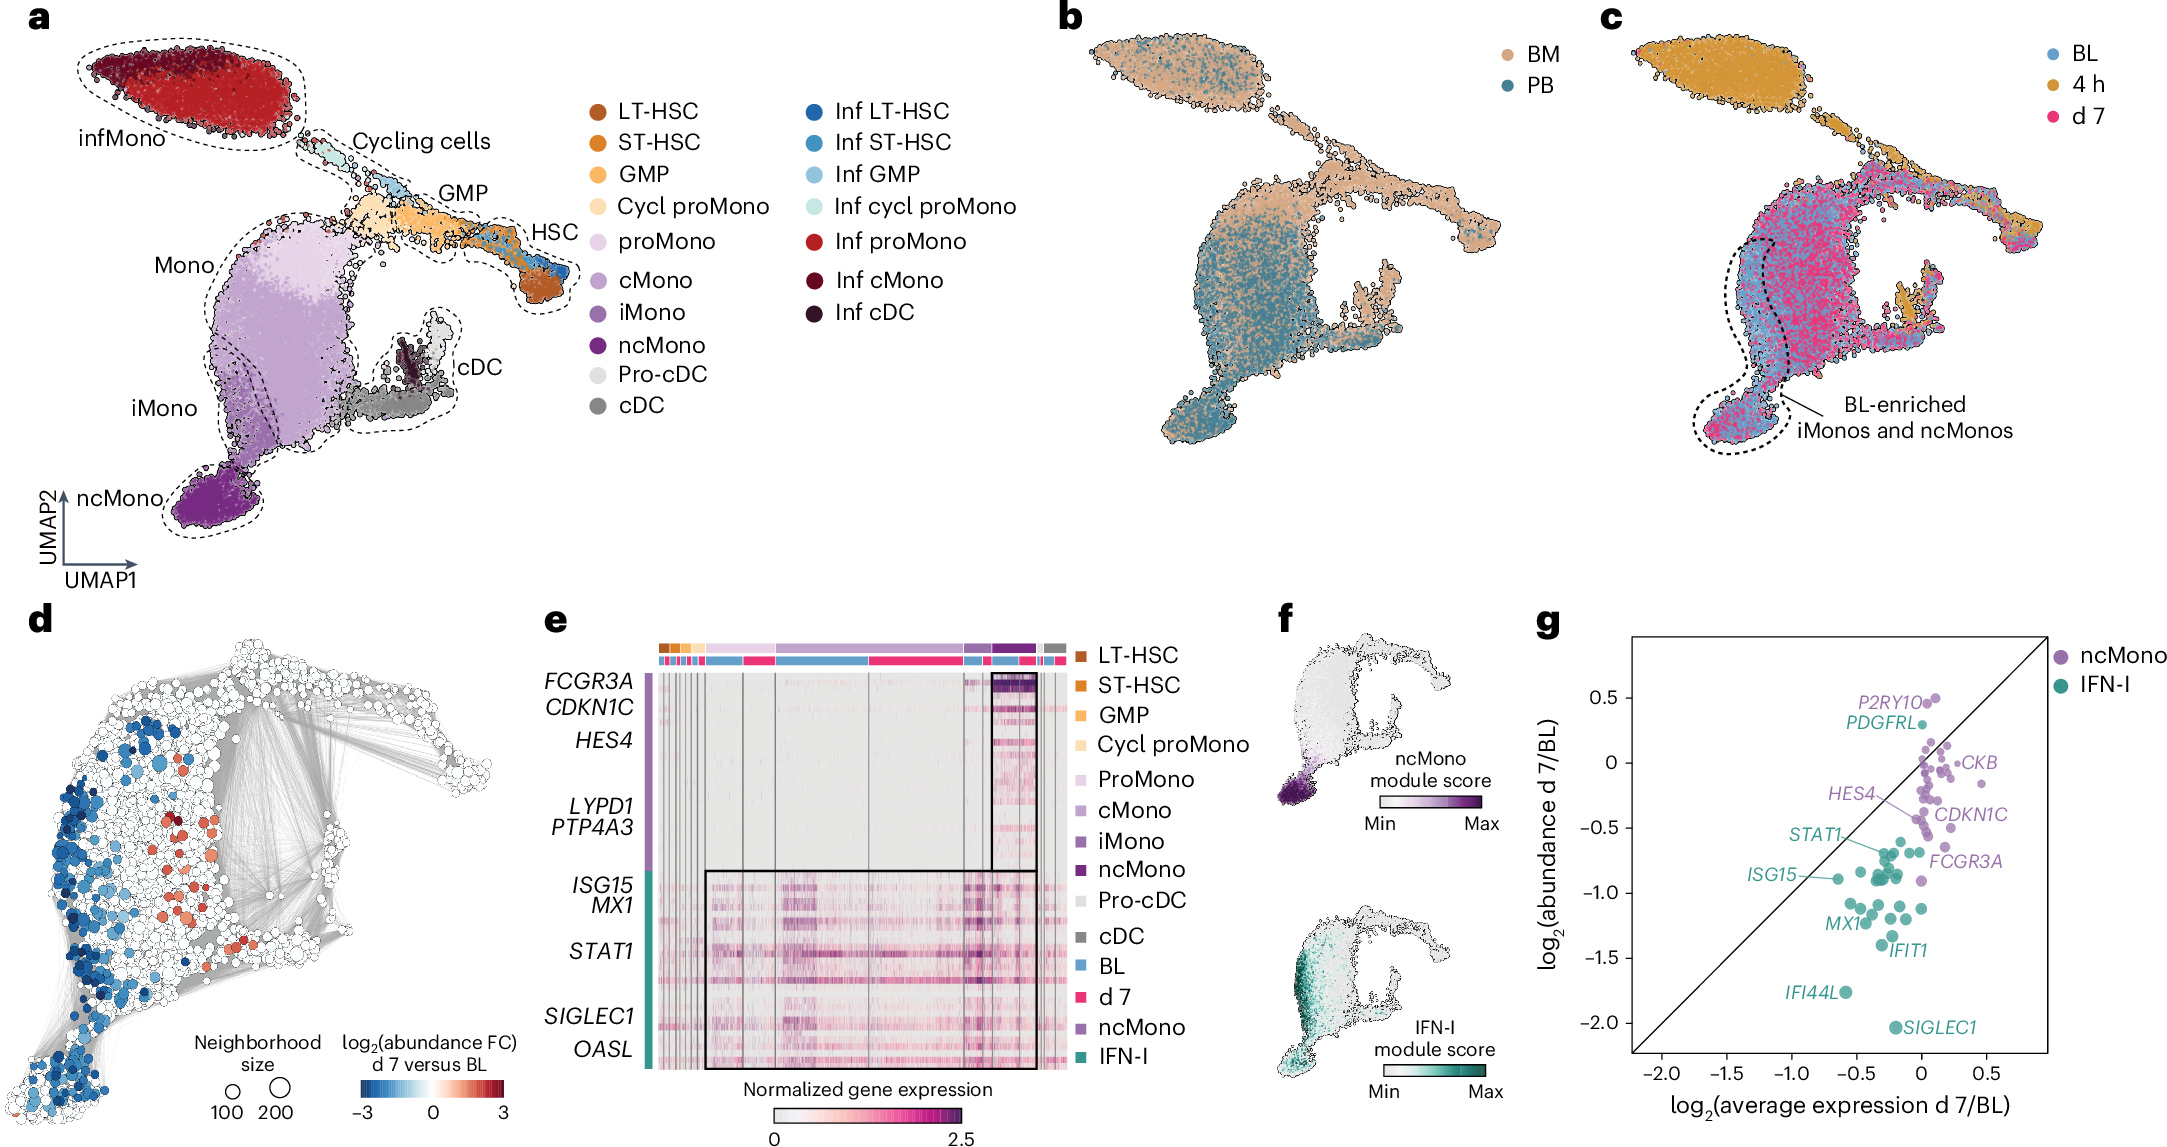 a
infMono
Cycling cells
GMP
HSC
Mono
iMono
cDC
ncMono
UMAP2
UMAP1
LT-HSC
ST-HSC
GMP
Cycl proMono
proMono
cMono
iMono
ncMono
Pro-cDC
cDC
Inf LT-HSC
Inf ST-HSC
Inf GMP
Inf cycl proMono
Inf proMono
Inf cMono
Inf cDC
b
BM
PB
c
BL
4 h
d 7
BL-enriched
iMonos and ncMonos
d
Neighborhood
size
100 200
log2(abundance FC)
d 7 versus BL
−3 0 3
e
FCGR3A
CDKN1C
HES4
LYPD1
PTP4A3
ISG15
MX1
STAT1
SIGLEC1
OASL
LT-HSC
ST-HSC
GMP
Cycl proMono
ProMono
cMono
iMono
ncMono
Pro-cDC
cDC
BL
d 7
ncMono
IFN-I
Normalized gene expression
0 2.5
f
ncMono
module score
Min Max
IFN-I
module score
Min Max
g
ncMono
IFN-I
P2RY10
PDGFRL
CKB
HES4
CDKN1C
STAT1
FCGR3A
ISG15
MX1
IFIT1
IFI44L
SIGLEC1
0.5
0
−0.5
−1.0
−1.5
−2.0
log2(abundance d 7/BL)
−2.0 −1.5 −1.0 −0.5 0 0.5
log2(average expression d 7/BL)